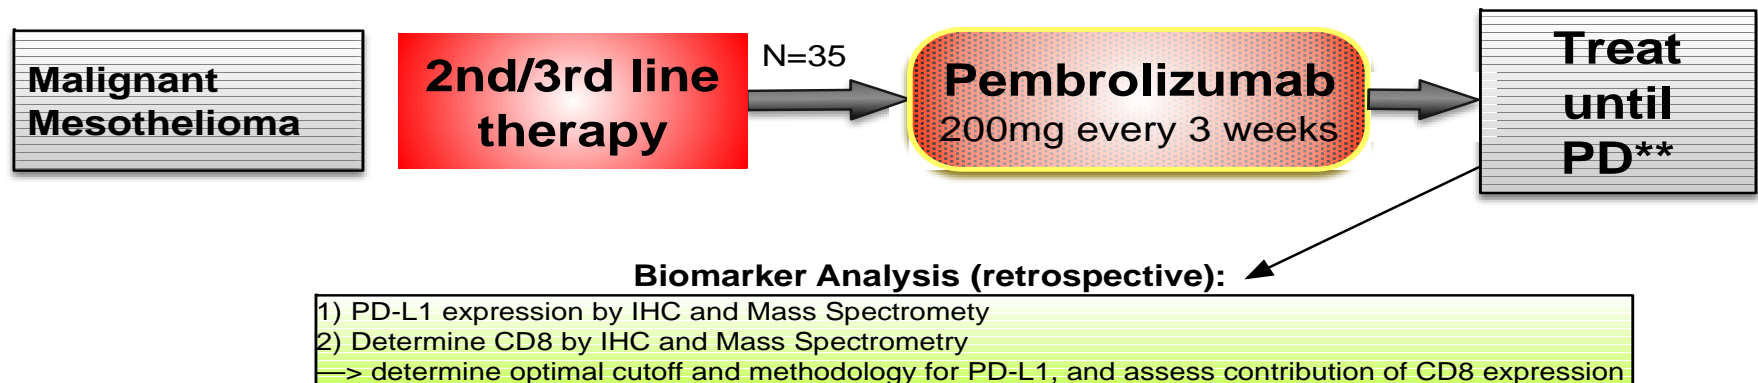 Malignant
Mesothelioma
2nd/3rd line
therapy
N=35
Pembrolizumab
200mg every 3 weeks
Treat
until
PD**
Biomarker Analysis (retrospective):
1) PD-L1 expression by IHC and Mass Spectromety
2) Determine CD8 by IHC and Mass Spectrometry
—> determine optimal cutoff and methodology for PD-L1, and assess contribution of CD8 expression